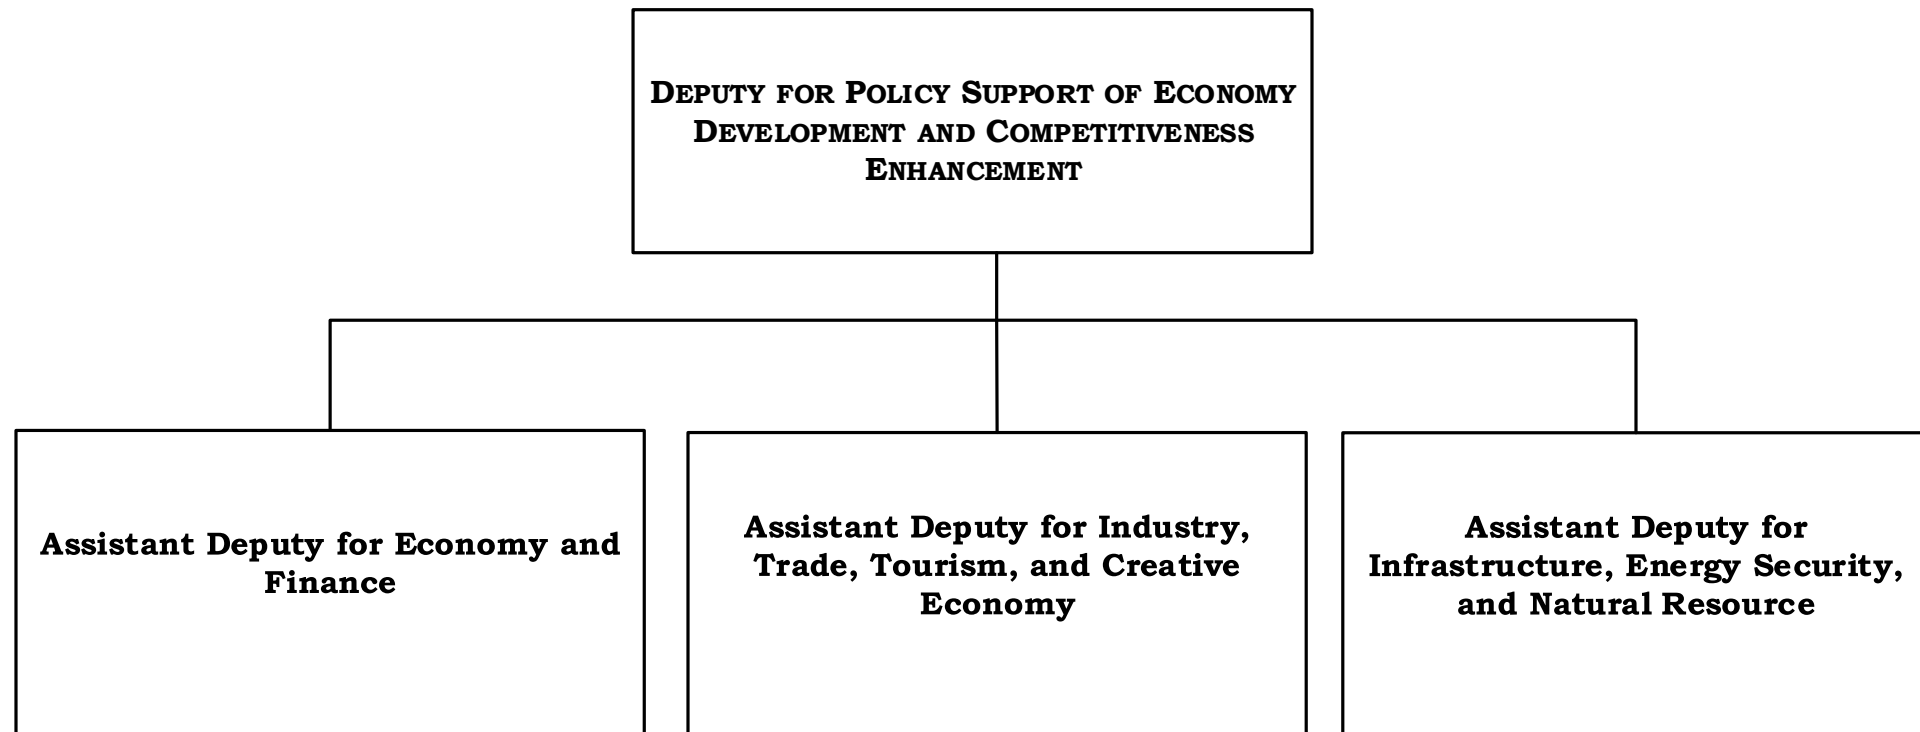 DEPUTY FOR POLICY SUPPORT OF ECONOMY
DEVELOPMENT AND COMPETITIVENESS
ENHANCEMENT
Assistant Deputy for Economy and
Finance
Assistant Deputy for Industry,
Trade, Tourism, and Creative
Economy
Assistant Deputy for
Infrastructure, Energy Security,
and Natural Resource